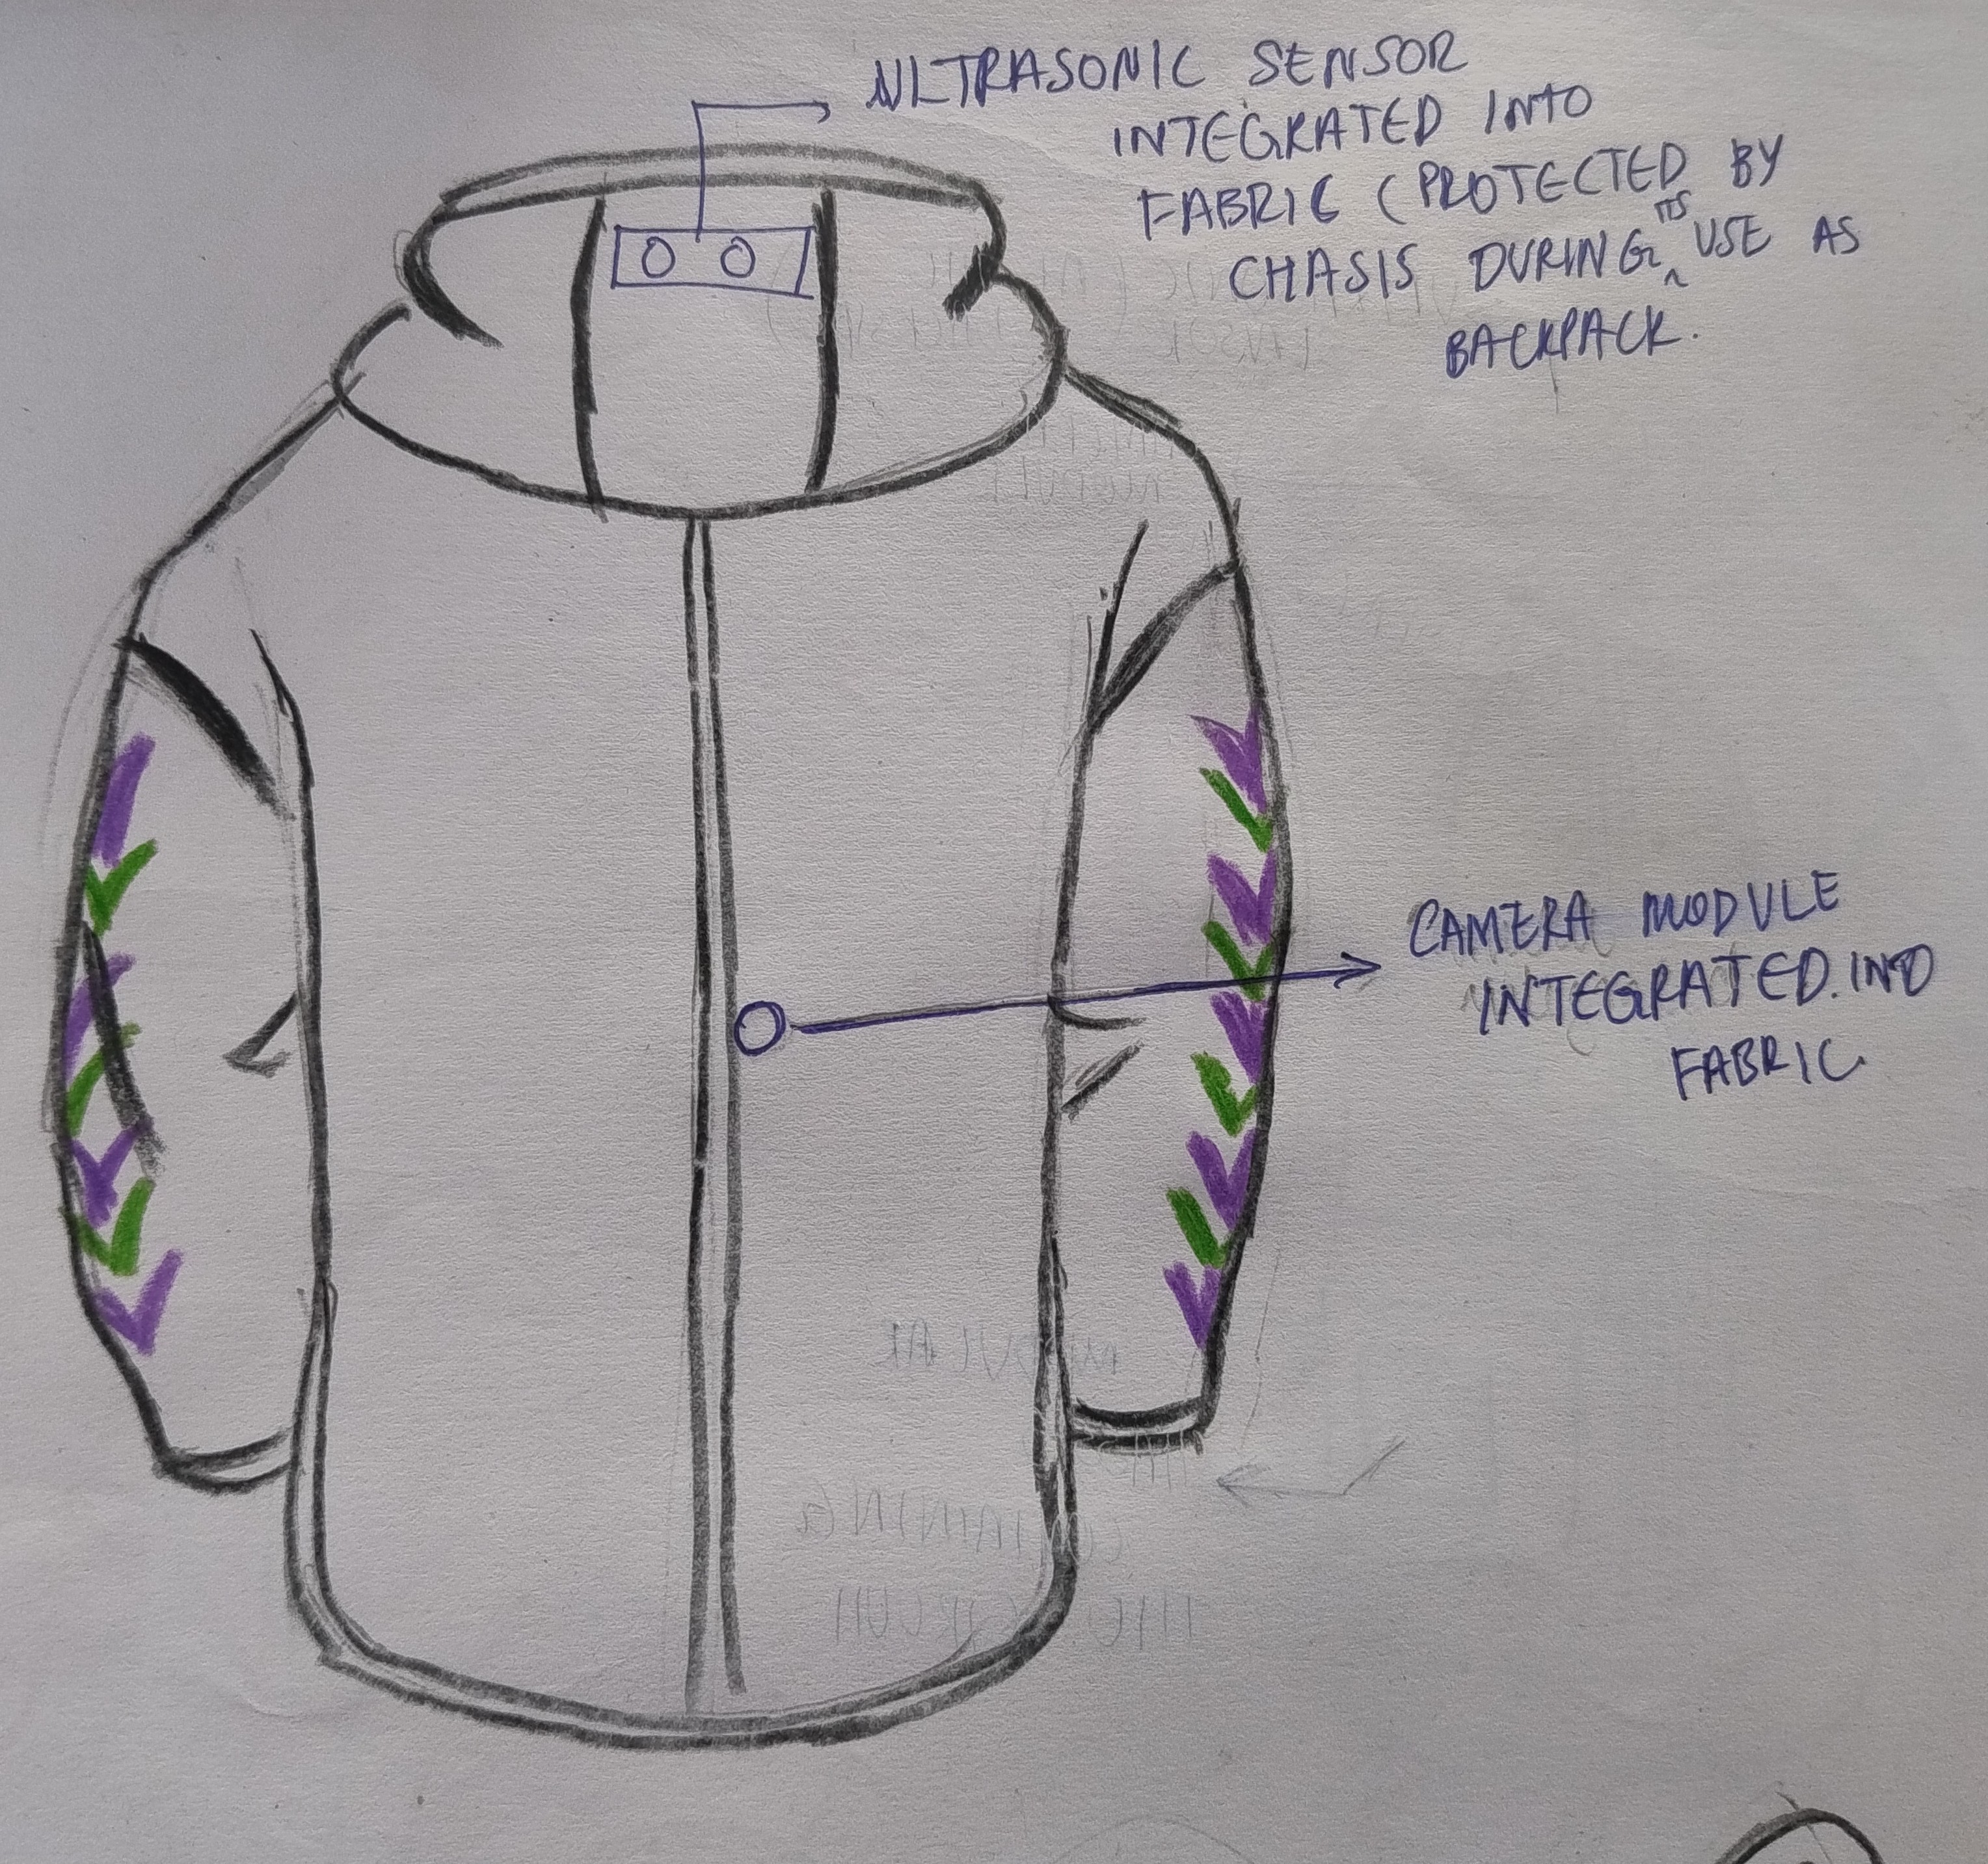 ULTRASONIC SENSOR
INTEGRATED INTO
FABRIC (PROTECTED BY
CHASIS DURING ITS USE AS
BACKPACK.
CAMERA MODULE
INTEGRATED.INTO
FABRIC